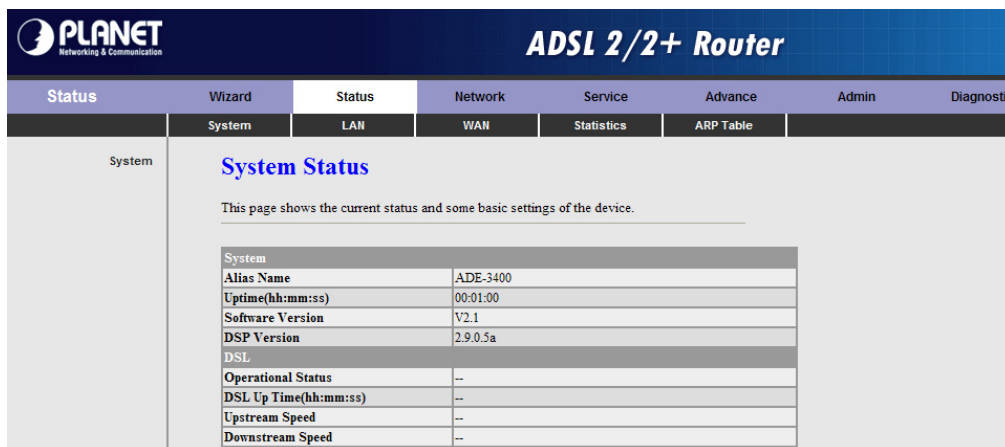 PLANET
Networking & Communication
ADSL 2/2+ Router
Status Wizard Status Network Service Advance Admin
System LAN WAN Statistics ARP Table
System
System Status
This page shows the current status and some basic settings of the device.
System
Alias Name ADE-3400
Uptime(hh:mm:ss) 00:01:00
Software Version V2.1
DSP Version 2.9.0.5a
DSL
Operational Status --
DSL Up Time(hh:mm:ss) --
Upstream Speed --
Downstream Speed --